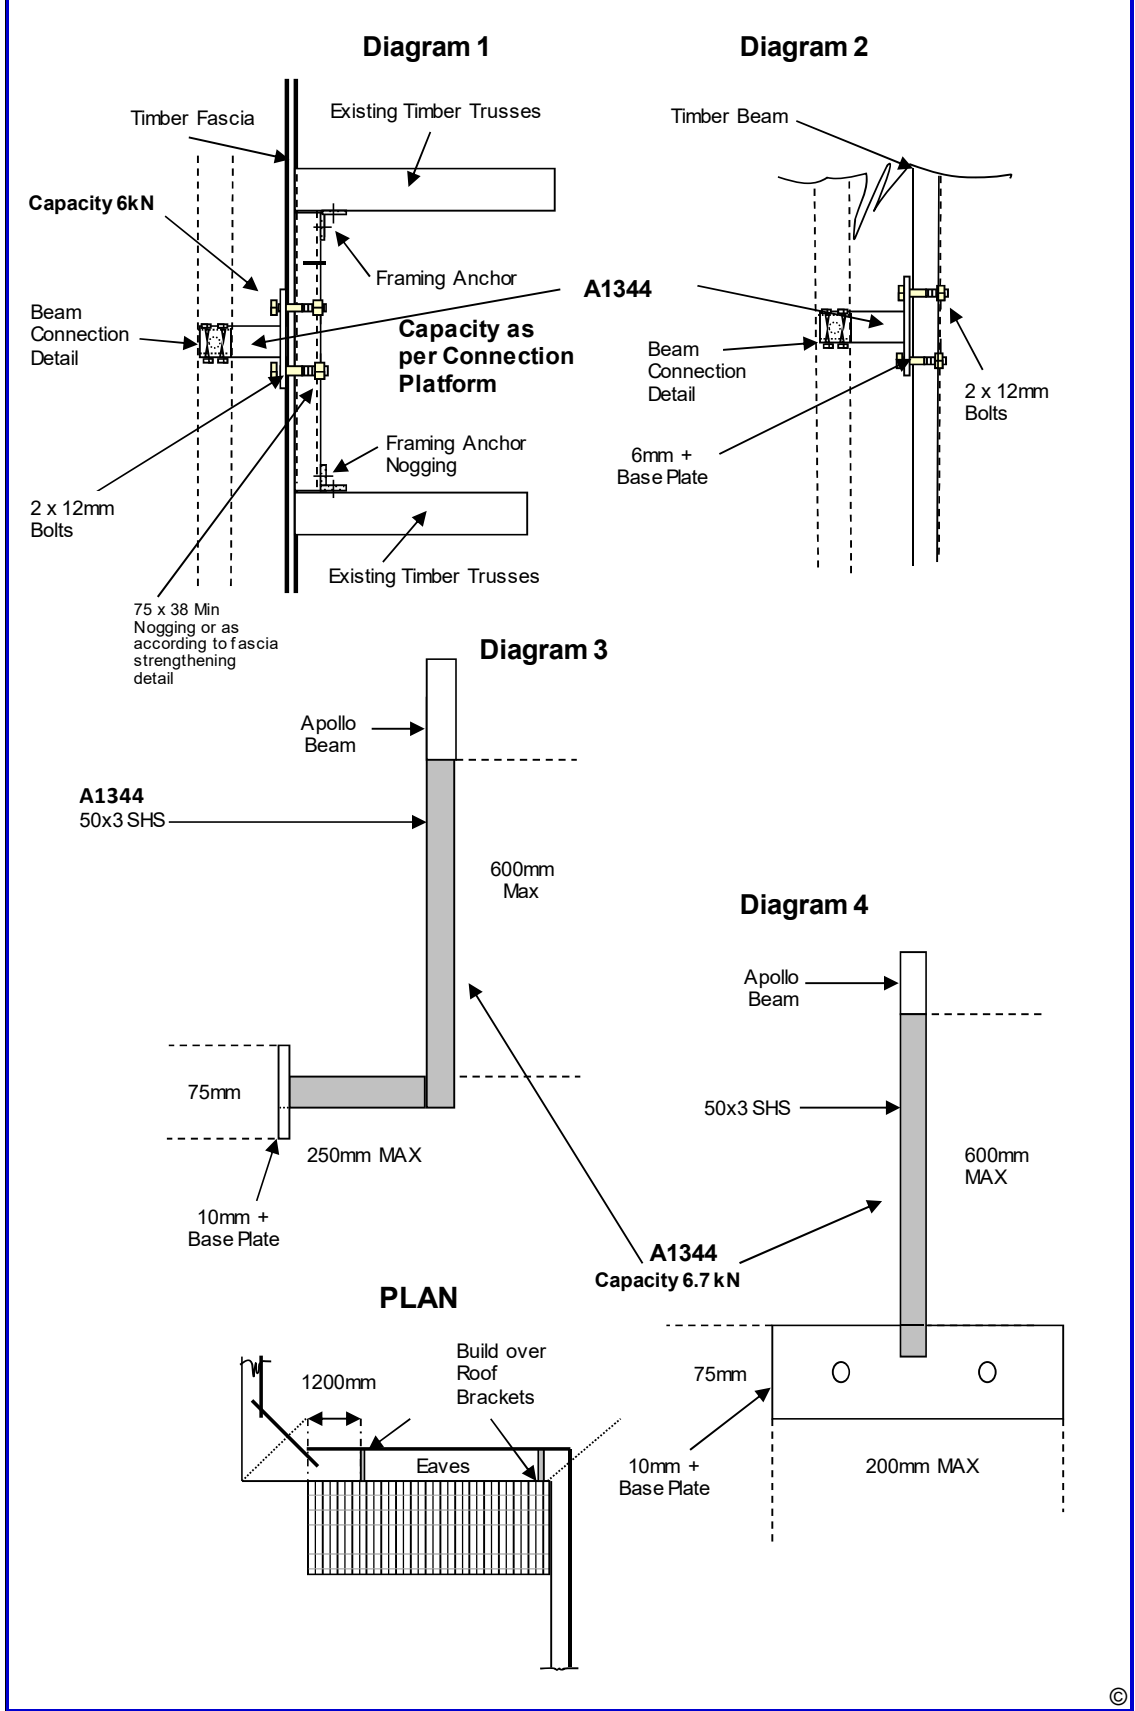 Diagram 1
Timber Fascia
Existing Timber Trusses
Capacity 6kN
Framing Anchor
Beam
Connection
Detail
Capacity as
per Connection
Platform
Framing Anchor
Nogging
2 x 12mm
Bolts
Existing Timber Trusses
75 x 38 Min
Nogging or as
according to fascia
strengthening
detail
A1344
Diagram 2
Timber Beam
Beam
Connection
Detail
2 x 12mm
Bolts
6mm +
Base Plate
Diagram 3
Apollo
Beam
A1344
50x3 SHS
600mm
Max
75mm
250mm MAX
10mm +
Base Plate
Diagram 4
Apollo
Beam
50x3 SHS
600mm
MAX
A1344
Capacity 6.7 kN
75mm
10mm +
Base Plate
200mm MAX
PLAN
1200mm
Build over
Roof
Brackets
Eaves
©